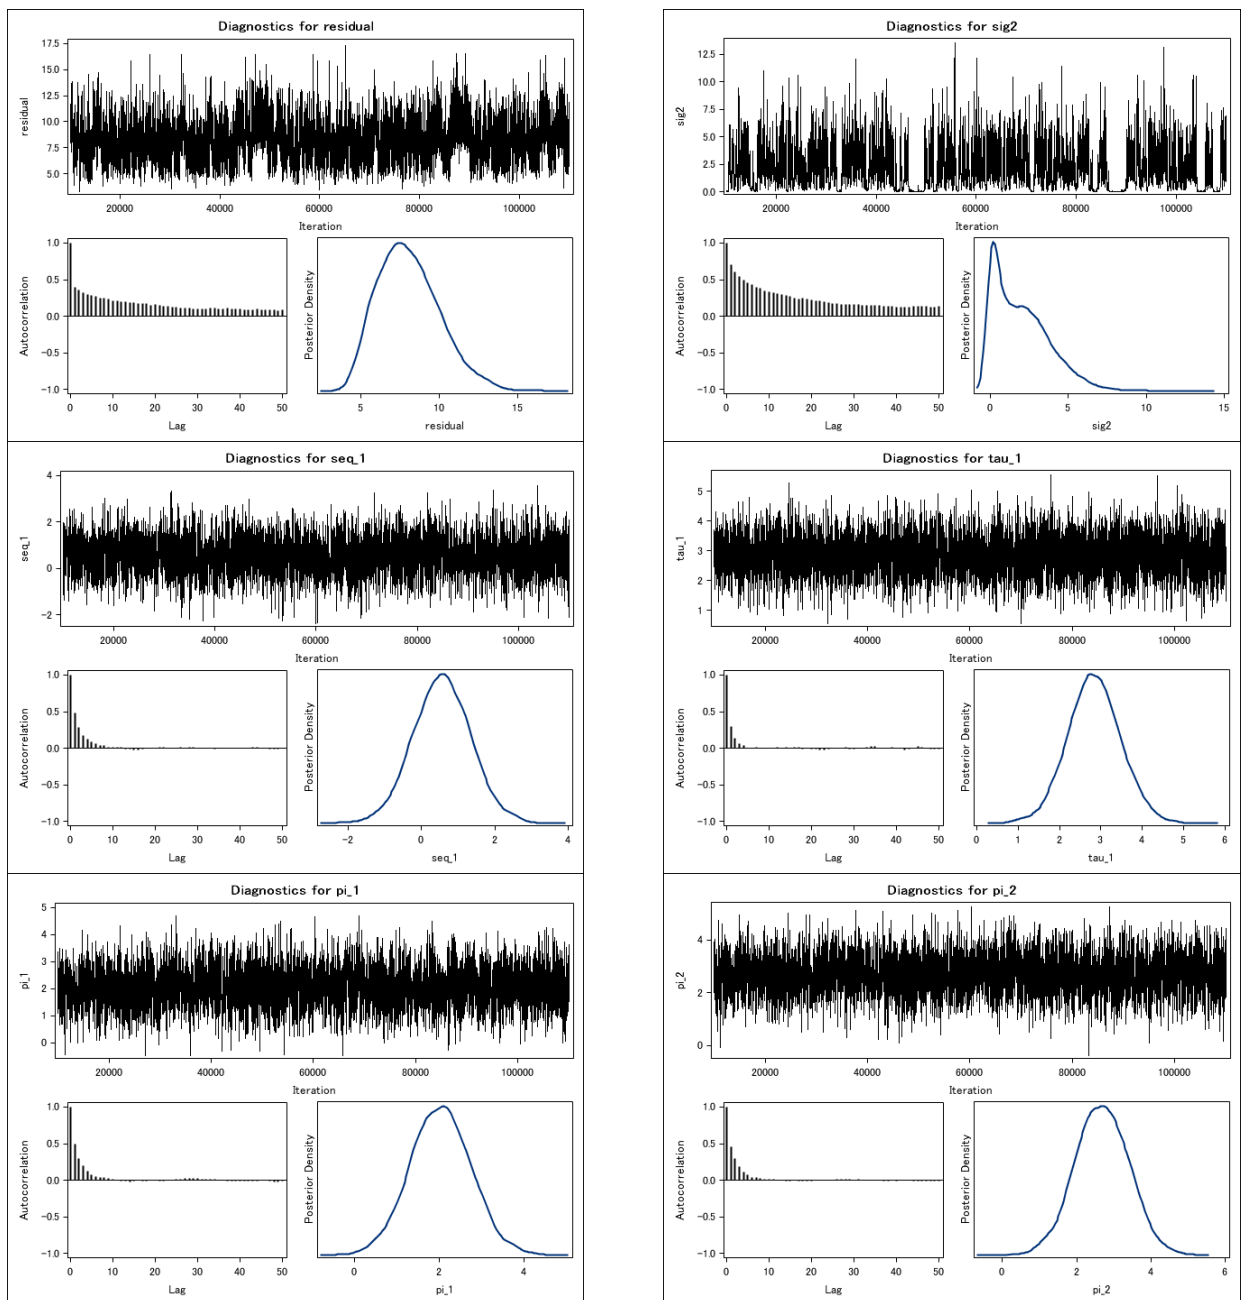 Diagnostics for residual
residual
17.5
15.0
12.5
10.0
7.5
5.0
20000 40000 60000 80000 100000
Iteration
Autocorrelation
1.0
0.5
0.0
-0.5
-1.0
0 10 20 30 40 50
Lag
Posterior Density
5 10 15
residual
Diagnostics for sig2
sig2
12.5
10.0
7.5
5.0
2.5
0.0
20000 40000 60000 80000 100000
Iteration
Autocorrelation
1.0
0.5
0.0
-0.5
-1.0
0 10 20 30 40 50
Lag
Posterior Density
0 5 10 15
sig2
Diagnostics for seq_1
seq_1
4
2
0
-2
20000 40000 60000 80000 100000
Iteration
Autocorrelation
1.0
0.5
0.0
-0.5
-1.0
0 10 20 30 40 50
Lag
Posterior Density
-2 0 2 4
seq_1
Diagnostics for tau_1
tau_1
5
4
3
2
1
20000 40000 60000 80000 100000
Iteration
Autocorrelation
1.0
0.5
0.0
-0.5
-1.0
0 10 20 30 40 50
Lag
Posterior Density
0 1 2 3 4 5 6
tau_1
Diagnostics for pi_1
pi_1
5
4
3
2
1
0
20000 40000 60000 80000 100000
Iteration
Autocorrelation
1.0
0.5
0.0
-0.5
-1.0
0 10 20 30 40 50
Lag
Posterior Density
0 2 4
pi_1
Diagnostics for pi_2
pi_2
4
2
0
20000 40000 60000 80000 100000
Iteration
Autocorrelation
1.0
0.5
0.0
-0.5
-1.0
0 10 20 30 40 50
Lag
Posterior Density
0 2 4 6
pi_2